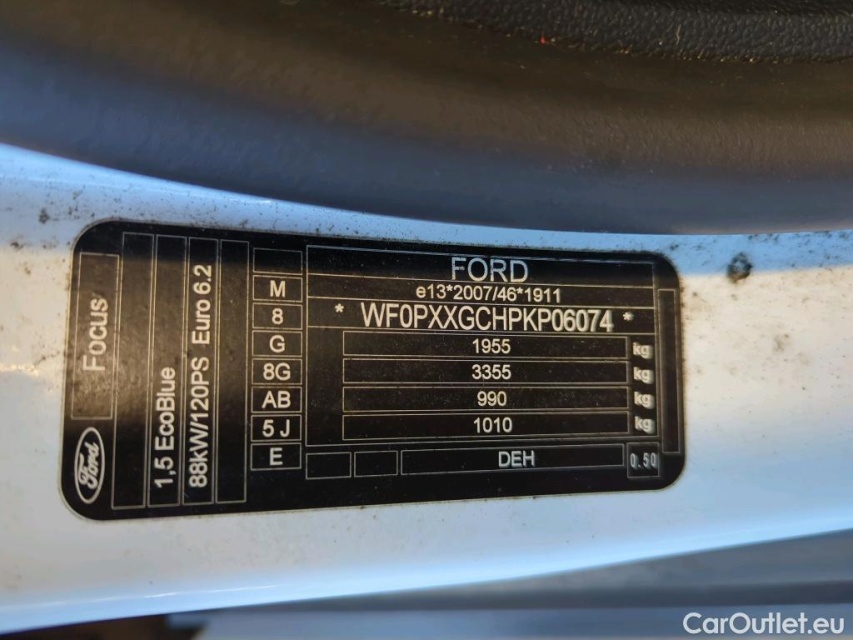 Focus
Ford
1,5 EcoBlue
88kW/120PS Euro 6.2
M
8
G
8G
AB
5J
E
FORD
e13*2007/46*1911
* WF0PXXGCHPKP06074 *
1955 kg
3355 kg
990 kg
1010 kg
DEH
0.50
CarOutlet.eu